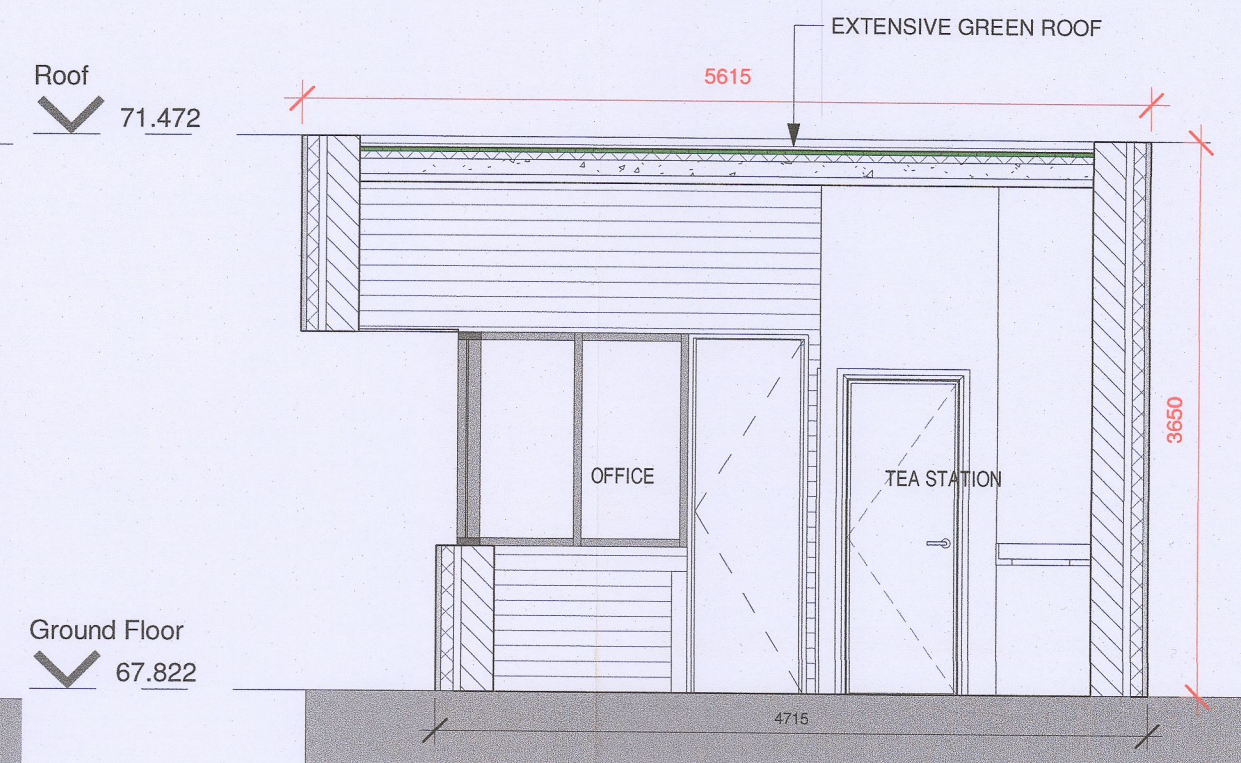 EXTENSIVE GREEN ROOF
Roof
5615
71.472
3650
OFFICE
TEA STATION
Ground Floor
67.822
4715